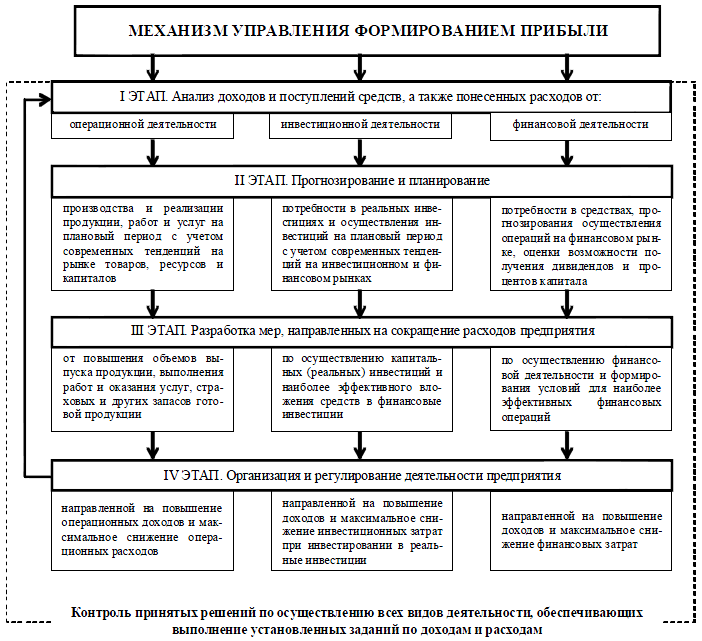 МЕХАНИЗМ УПРАВЛЕНИЯ ФОРМИРОВАНИЕМ ПРИБЫЛИ
I ЭТАП. Анализ доходов и поступлений средств, а также понесенных расходов от:
операционной деятельности
инвестиционной деятельности
финансовой деятельности
II ЭТАП. Прогнозирование и планирование
производства и реализации
продукции, работ и услуг на
плановый период с учетом
современных тенденций на
рынке товаров, ресурсов и
капиталов
потребности в реальных инве-
стициях и осуществления
инвестиций на плановый период
с учетом современных тенден-
ций на инвестиционном и фи-
нансовом рынках
потребности в средствах, про-
гнозирования осуществления
операций на финансовом рын-
ке, оценки возможности по-
лучения дивидендов и про-
центов капитала
III ЭТАП. Разработка мер, направленных на сокращение расходов предприятия
от повышения объемов вы-
пуска продукции, выполнения
работ и оказания услуг, стра-
ховых и других запасов гото-
вой продукции
по осуществлению капиталь-
ных (реальных) инвестиций и
наиболее эффективного вло-
жения средств в финансовые
инвестиции
по осуществлению финансо-
вой деятельности и формиро-
вания условий для наиболее
эффективных финансовых
операций
IV ЭТАП. Организация и регулирование деятельности предприятия
направленной на повышение
операционных доходов и мак-
симальное снижение опера-
ционных расходов
направленной на повышение
доходов и максимальное сни-
жение инвестиционных затрат
при инвестировании в реаль-
ные инвестиции
направленной на повышение
доходов и максимальное сни-
жение финансовых затрат
Контроль принятых решений по осуществлению всех видов деятельности, обеспечивающих
выполнение установленных заданий по доходам и расходам